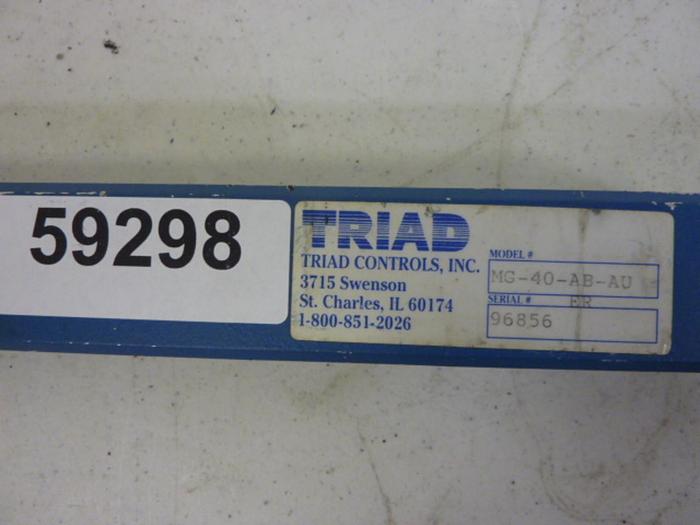 59298
TRIAD
TRIAD CONTROLS, INC.
3715 Swenson
St. Charles, IL 60174
1-800-851-2026
MODEL #
MG-40-AB-AU
SERIAL #
ER
96856